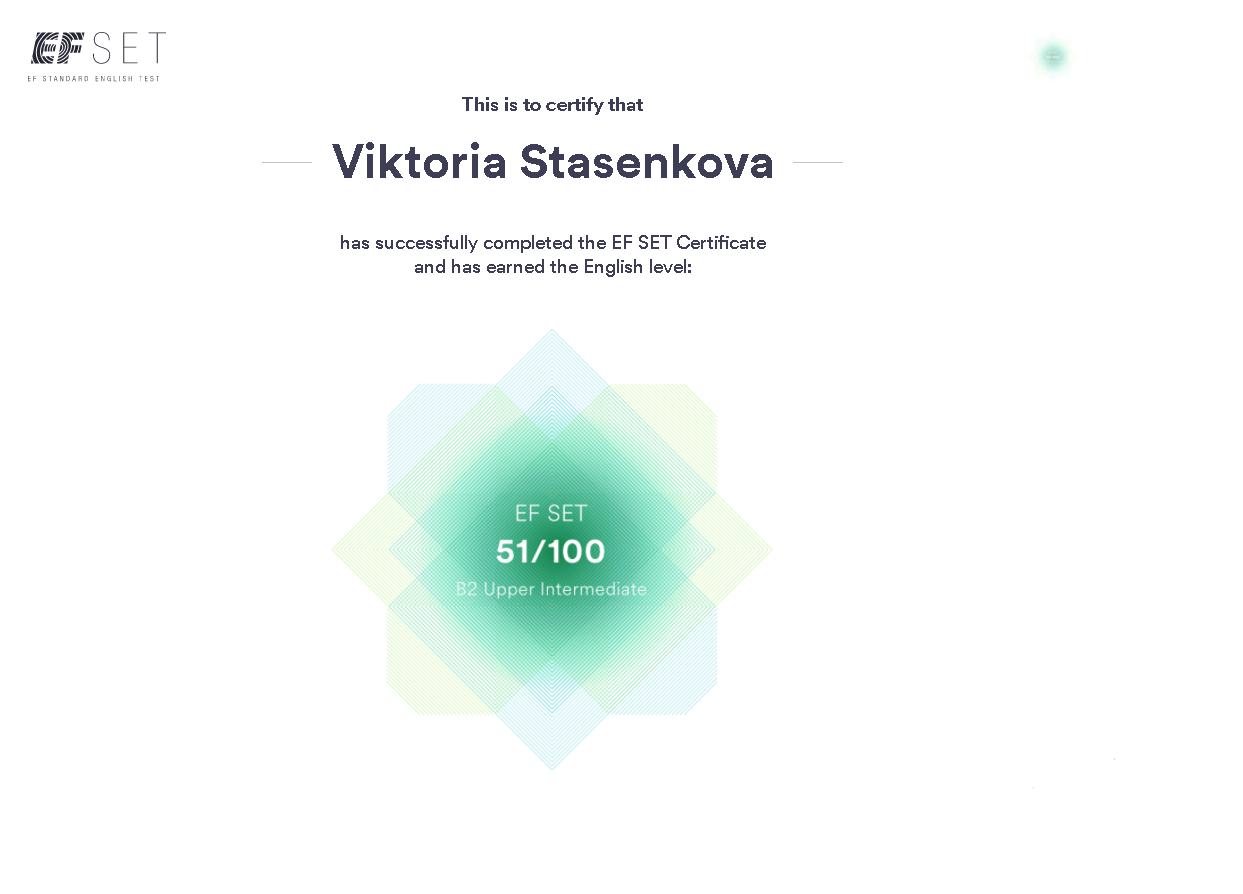 EF SET
EF STANDARD ENGLISH TEST
This is to certify that
Viktoria Stasenkova
has successfully completed the EF SET Certificate
and has earned the English level:
EF SET
51/100
B2 Upper Intermediate